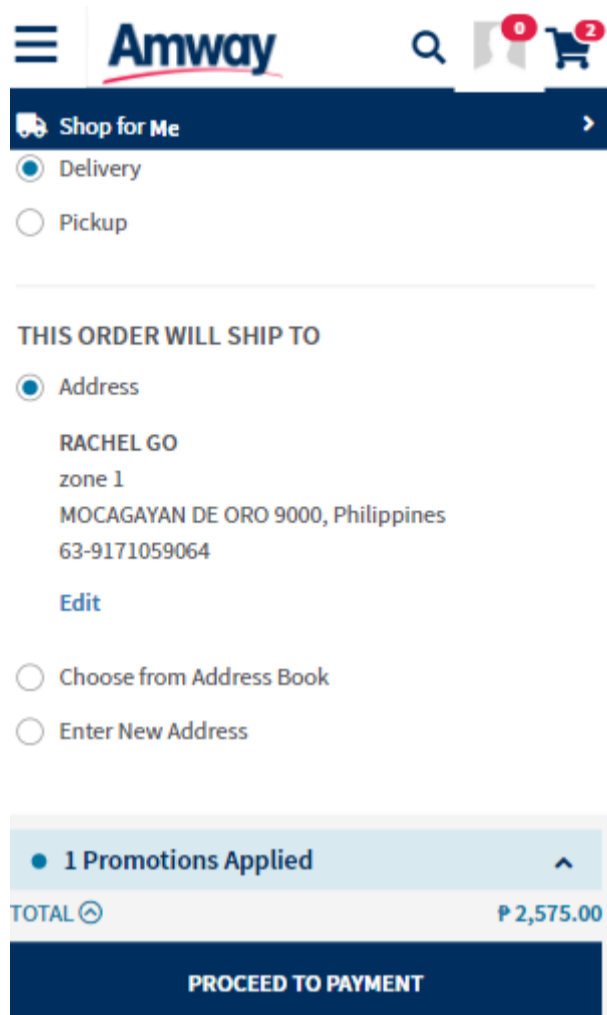 Amway
0
2
Shop for Me
Delivery
Pickup
THIS ORDER WILL SHIP TO
Address
RACHEL GO
zone 1
MOCAGAYAN DE ORO 9000, Philippines
63-9171059064
Edit
Choose from Address Book
Enter New Address
1 Promotions Applied
TOTAL ₱ 2,575.00
PROCEED TO PAYMENT